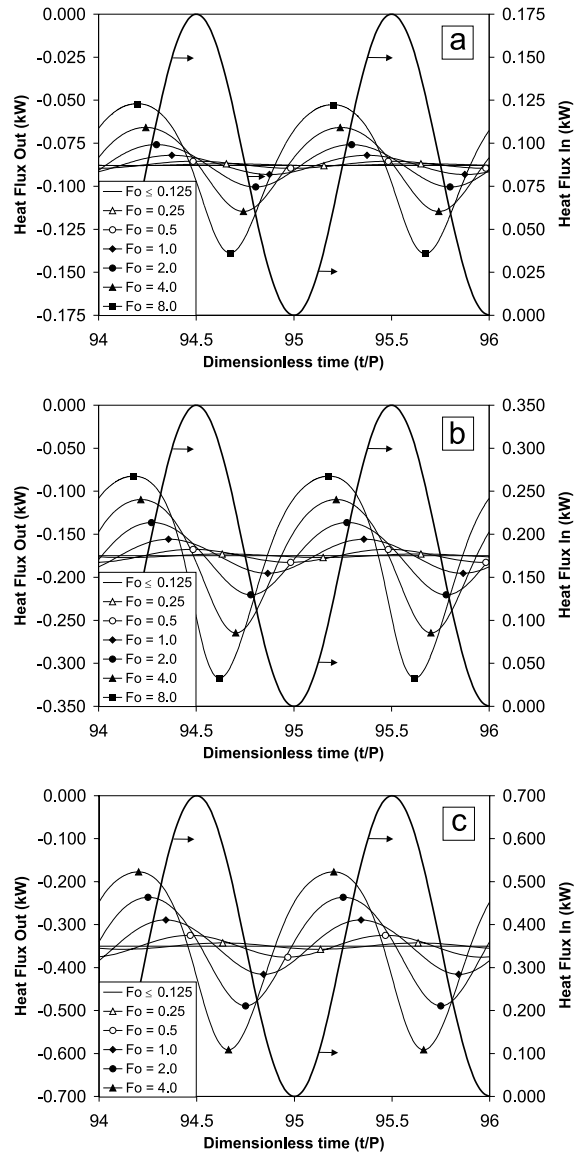 a
Heat Flux Out (kW)
0.000
-0.025
-0.050
-0.075
-0.100
-0.125
-0.150
-0.175
Heat Flux In (kW)
0.175
0.150
0.125
0.100
0.075
0.050
0.025
0.000
Fo ≤ 0.125
Fo = 0.25
Fo = 0.5
Fo = 1.0
Fo = 2.0
Fo = 4.0
Fo = 8.0
94 94.5 95 95.5 96
Dimensionless time (t/P)
b
Heat Flux Out (kW)
0.000
-0.050
-0.100
-0.150
-0.200
-0.250
-0.300
-0.350
Heat Flux In (kW)
0.350
0.300
0.250
0.200
0.150
0.100
0.050
0.000
Fo ≤ 0.125
Fo = 0.25
Fo = 0.5
Fo = 1.0
Fo = 2.0
Fo = 4.0
Fo = 8.0
94 94.5 95 95.5 96
Dimensionless time (t/P)
c
Heat Flux Out (kW)
0.000
-0.100
-0.200
-0.300
-0.400
-0.500
-0.600
-0.700
Heat Flux In (kW)
0.700
0.600
0.500
0.400
0.300
0.200
0.100
0.000
Fo ≤ 0.125
Fo = 0.25
Fo = 0.5
Fo = 1.0
Fo = 2.0
Fo = 4.0
94 94.5 95 95.5 96
Dimensionless time (t/P)